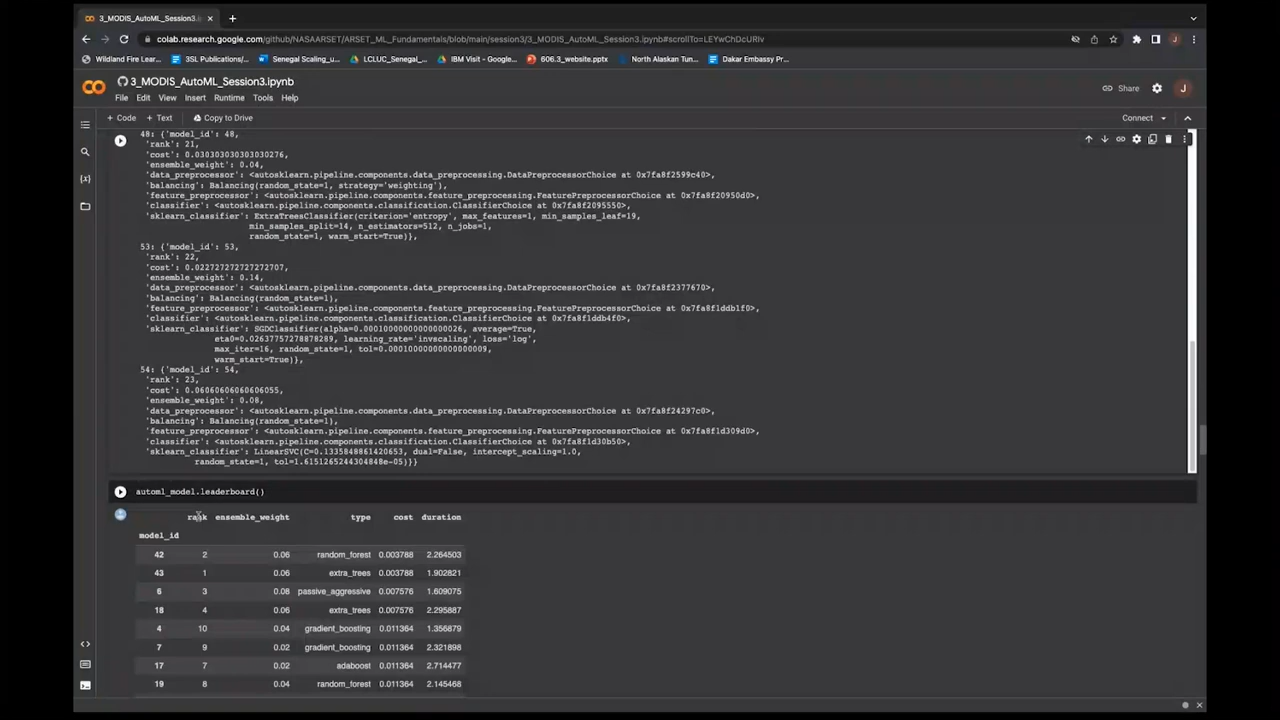 3_MODIS_AutoML_Session3.i
colab.research.google.com/github/NASAARSET/ARSET_ML_Fundamentals/blob/main/session3/3_MODIS_AutoML_Session3.ipynb#scrollTo=LEYwChDcURIv
Wildland Fire Lear... 3SL Publications/... Senegal Scaling_u... LCLUC_Senegal_... IBM Visit - Google... 606.3_website.pptx North Alaskan Tun... Dakar Embassy Pr...
3_MODIS_AutoML_Session3.ipynb
Share J
File Edit View Insert Runtime Tools Help
+ Code + Text Copy to Drive Connect
48: {'model_id': 48,
'rank': 21,
'cost': 0.030303030303030276,
'ensemble_weight': 0.04,
'data_preprocessor': <autosklearn.pipeline.components.data_preprocessing.DataPreprocessorChoice at 0x7fa8f2599c40>,
'balancing': Balancing(random_state=1, strategy='weighting'),
'feature_preprocessor': <autosklearn.pipeline.components.feature_preprocessing.FeaturePreprocessorChoice at 0x7fa8f20950d0>,
'classifier': <autosklearn.pipeline.components.classification.ClassifierChoice at 0x7fa8f2095550>,
'sklearn_classifier': ExtraTreesClassifier(criterion='entropy', max_features=1, min_samples_leaf=19,
min_samples_split=14, n_estimators=512, n_jobs=1,
random_state=1, warm_start=True)},
53: {'model_id': 53,
'rank': 22,
'cost': 0.022727272727272707,
'ensemble_weight': 0.14,
'data_preprocessor': <autosklearn.pipeline.components.data_preprocessing.DataPreprocessorChoice at 0x7fa8f2377670>,
'balancing': Balancing(random_state=1),
'feature_preprocessor': <autosklearn.pipeline.components.feature_preprocessing.FeaturePreprocessorChoice at 0x7fa8f1ddb1f0>,
'classifier': <autosklearn.pipeline.components.classification.ClassifierChoice at 0x7fa8f1ddb4f0>,
'sklearn_classifier': SGDClassifier(alpha=0.00010000000000000026, average=True,
eta0=0.02637757278878289, learning_rate='invscaling', loss='log',
max_iter=16, random_state=1, tol=0.0001000000000000009,
warm_start=True)},
54: {'model_id': 54,
'rank': 23,
'cost': 0.06060606060606055,
'ensemble_weight': 0.08,
'data_preprocessor': <autosklearn.pipeline.components.data_preprocessing.DataPreprocessorChoice at 0x7fa8f24297c0>,
'balancing': Balancing(random_state=1),
'feature_preprocessor': <autosklearn.pipeline.components.feature_preprocessing.FeaturePreprocessorChoice at 0x7fa8f1d309d0>,
'classifier': <autosklearn.pipeline.components.classification.ClassifierChoice at 0x7fa8f1d30b50>,
'sklearn_classifier': LinearSVC(C=0.1335848861420653, dual=False, intercept_scaling=1.0,
random_state=1, tol=1.6151265244304848e-05)}}
automl_model.leaderboard()
rank ensemble_weight type cost duration
model_id
42 2 0.06 random_forest 0.003788 2.264503
43 1 0.06 extra_trees 0.003788 1.902821
6 3 0.08 passive_aggressive 0.007576 1.609075
18 4 0.06 extra_trees 0.007576 2.295887
4 10 0.04 gradient_boosting 0.011364 1.356879
7 9 0.02 gradient_boosting 0.011364 2.321898
17 7 0.02 adaboost 0.011364 2.714477
19 8 0.04 random_forest 0.011364 2.145468